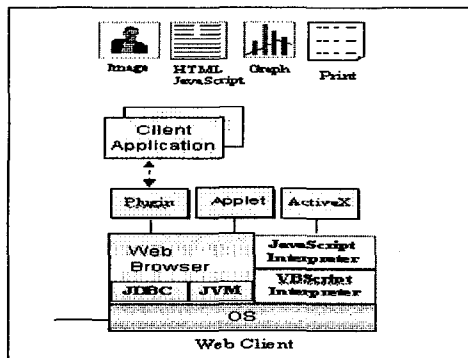 Image
HTML
JavaScript
Graph
Print
Client
Application
Plugin
Applet
ActiveX
Web
Browser
JavaScript
Interpreter
JDBC
JVM
VBScript
Interpreter
OS
Web Client